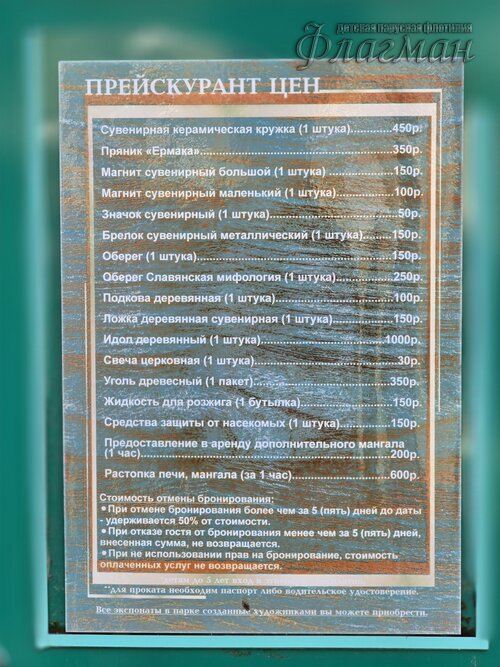 детская парусная флотилия
Флагман
ПРЕЙСКУРАНТ ЦЕН
Сувенирная керамическая кружка (1 штука)............450р.
Пряник «Ермака»....................................350р.
Магнит сувенирный большой (1 штука)................150р.
Магнит сувенирный маленький (1 штука)..............100р.
Значок сувенирный (1 штука)........................50р.
Брелок сувенирный металлический (1 штука)........150р.
Оберег (1 штука)...................................150р.
Оберег Славянская мифология (1 штука)..............250р.
Подкова деревянная (1 штука).......................100р.
Ложка деревянная сувенирная (1 штука)..............150р.
Идол деревянный (1 штука)..........................1000р.
Свеча церковная (1 штука)..........................30р.
Уголь древесный (1 пакет)..........................350р.
Жидкость для розжига (1 бутылка)...................150р.
Средства защиты от насекомых (1 штука).............150р.
Предоставление в аренду дополнительного мангала
(1 час)............................................200р.
Растопка печи, мангала (за 1 час)..................600р.
Стоимость отмены бронирования:
•При отмене бронирования более чем за 5 (пять) дней до даты
- удерживается 50% от стоимости.
•При отказе гостя от бронирования менее чем за 5 (пять) дней,
внесенная сумма, не возвращается.
•При не использовании прав на бронирование, стоимость
оплаченных услуг не возвращается.
*детям до 5 лет вход в
**для проката необходим паспорт либо водительское удостоверение.
Все экспонаты в парке созданные художниками вы можете приобрести.